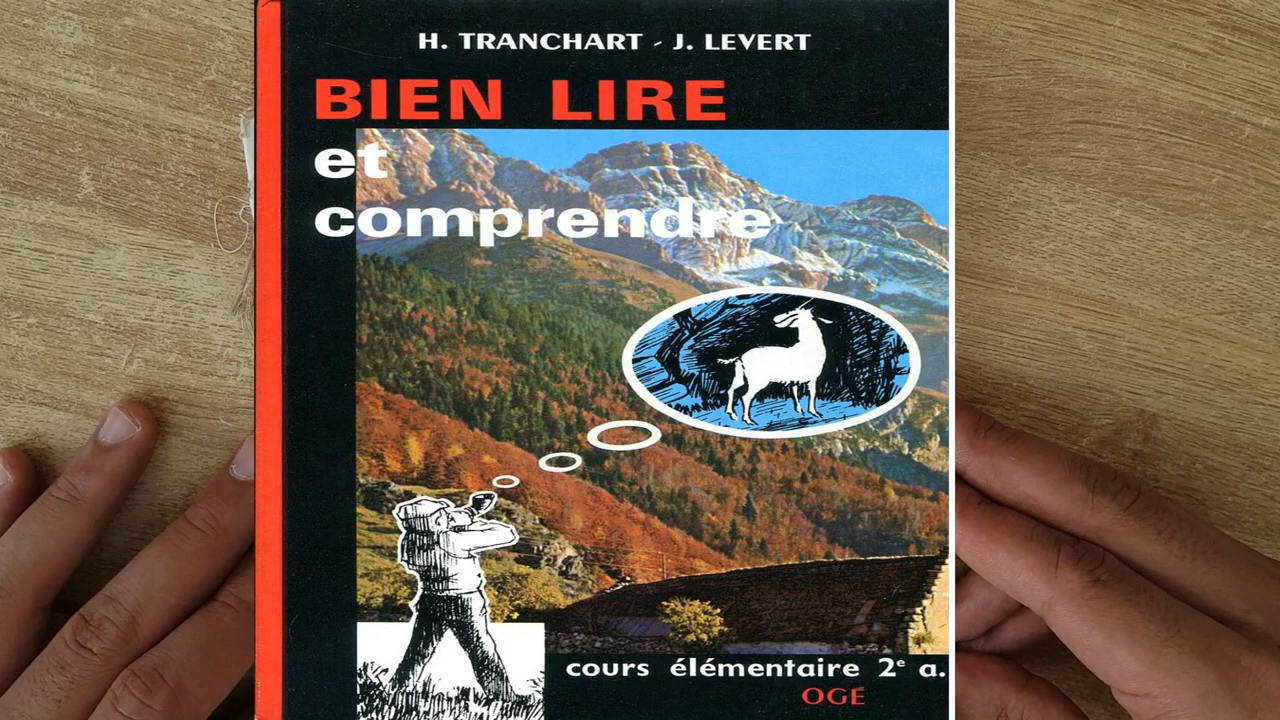 H. TRANCHART - J. LEVERT
BIEN LIRE
et
comprendre
cours élémentaire 2e a.
OGÉ